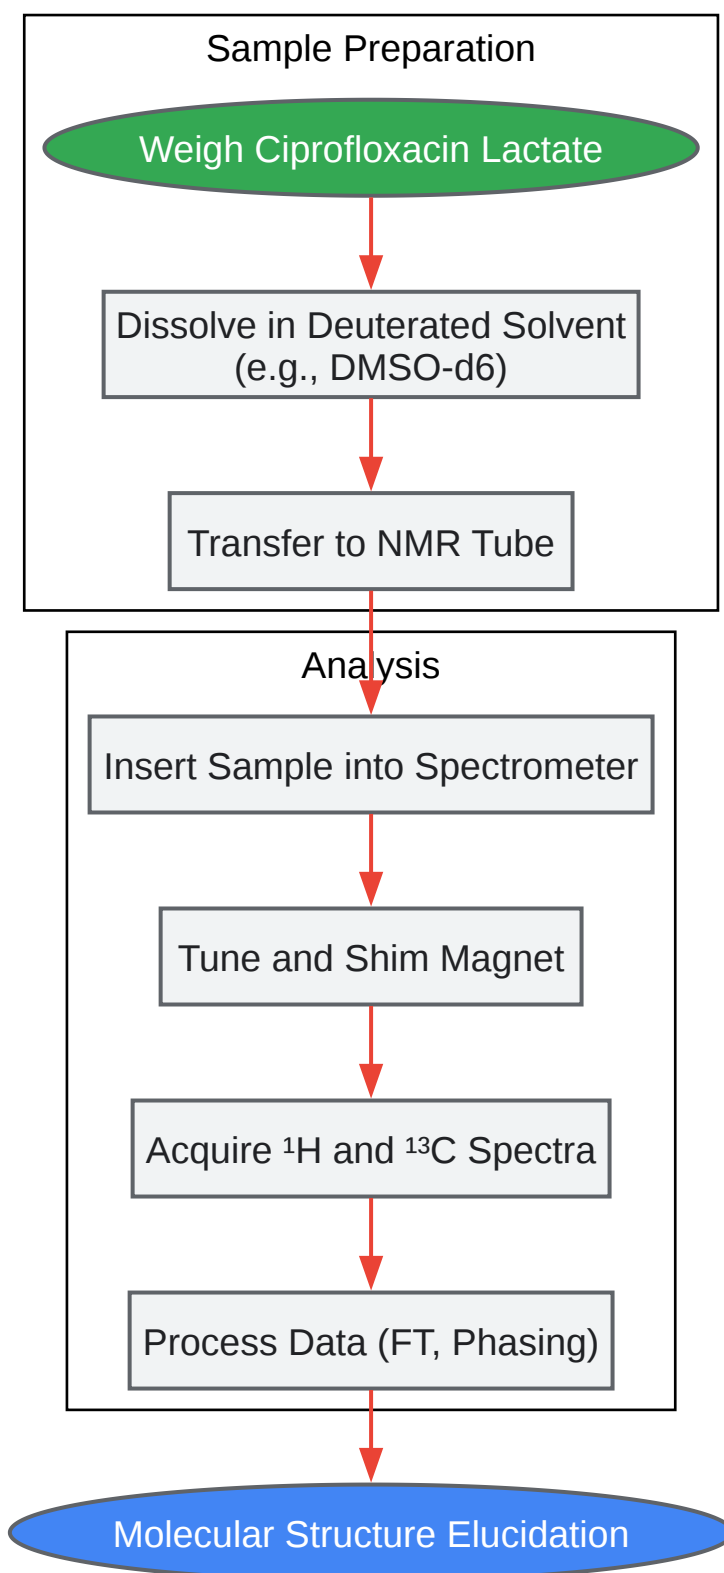 Sample Preparation
Weigh Ciprofloxacin Lactate
Dissolve in Deuterated Solvent
(e.g., DMSO-d6)
Transfer to NMR Tube
Analysis
Insert Sample into Spectrometer
Tune and Shim Magnet
Acquire ¹H and ¹³C Spectra
Process Data (FT, Phasing)
Molecular Structure Elucidation